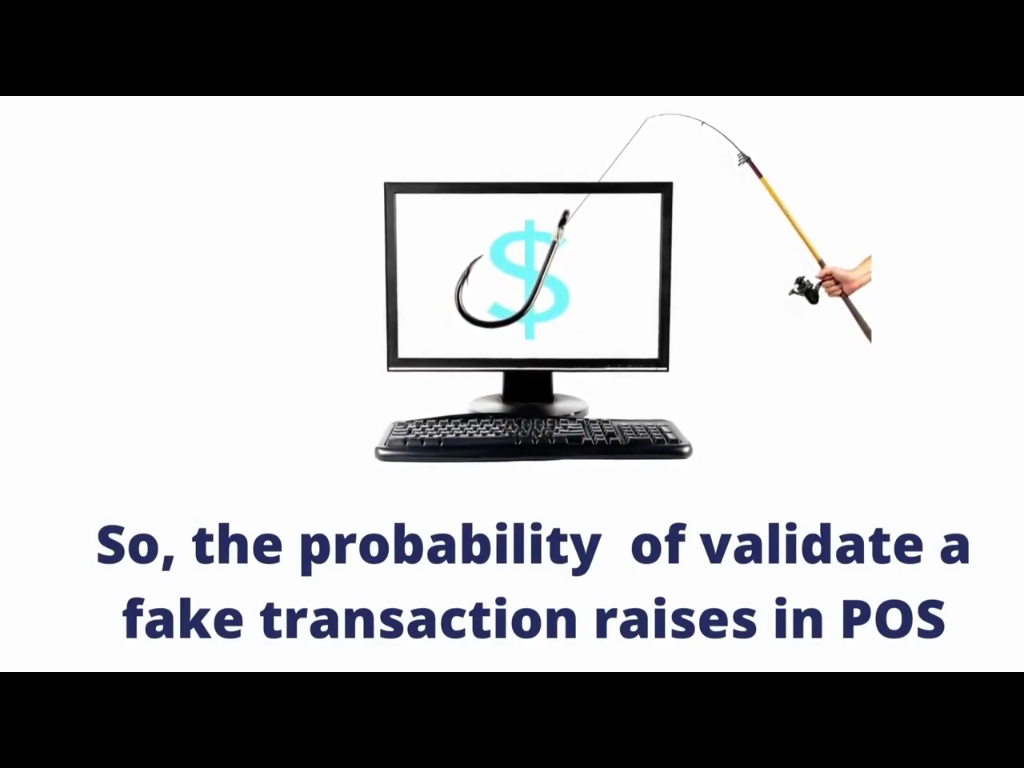 So, the probability  of validate a
fake transaction raises in POS